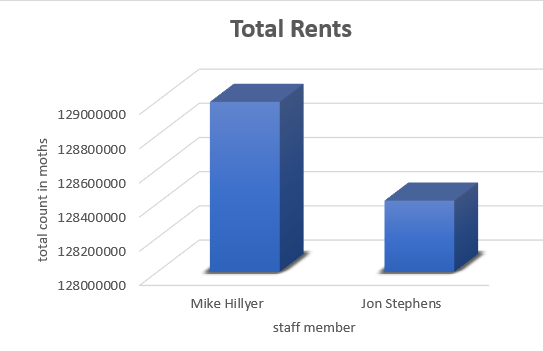 Total Rents
129000000
128800000
128600000
128400000
128200000
128000000
total count in moths
Mike Hillyer
Jon Stephens
staff member